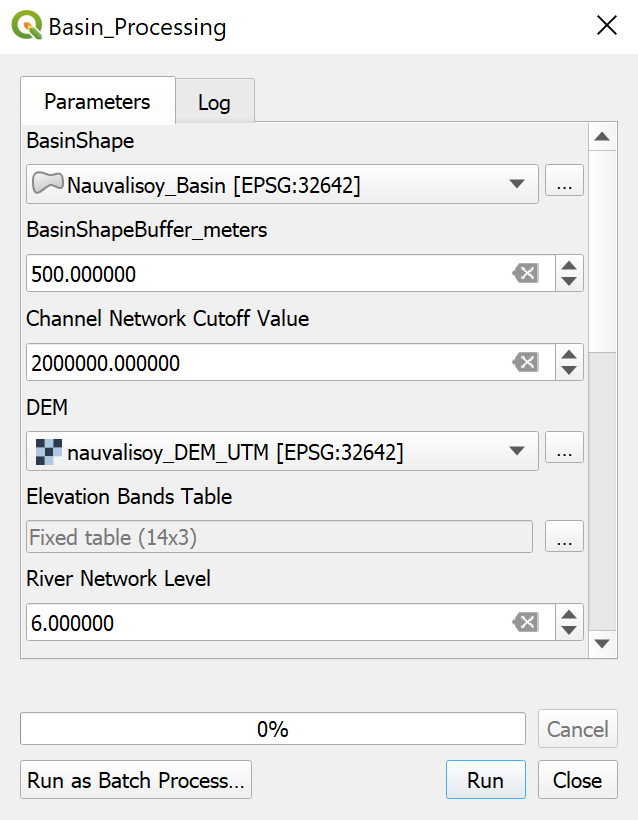 Basin_Processing
Parameters
Log
BasinShape
Nauvalisoy_Basin [EPSG:32642]
...
BasinShapeBuffer_meters
500.000000
Channel Network Cutoff Value
2000000.000000
DEM
nauvalisoy_DEM_UTM [EPSG:32642]
...
Elevation Bands Table
Fixed table (14x3)
...
River Network Level
6.000000
0%
Cancel
Run as Batch Process...
Run
Close